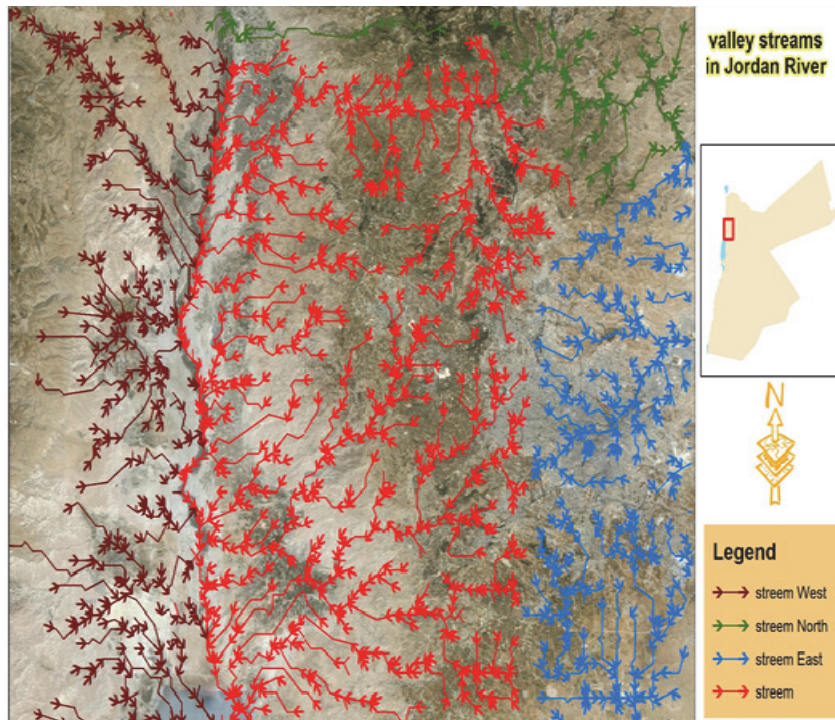 valley streams
in Jordan River
N
Legend
streem West
streem North
streem East
streem